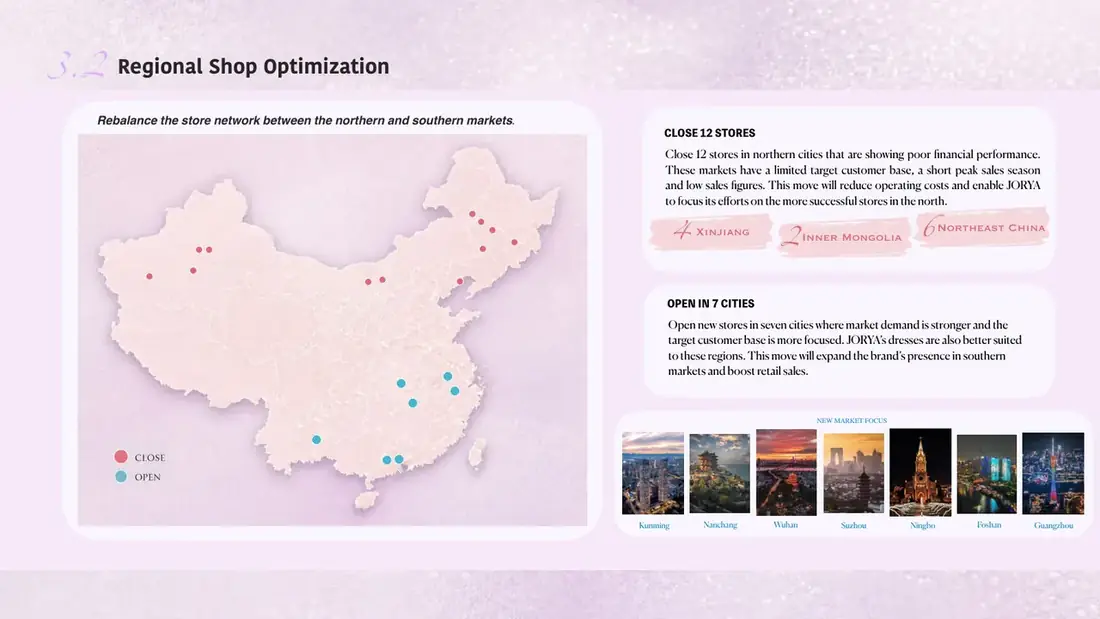 3.2 Regional Shop Optimization
Rebalance the store network between the northern and southern markets.
CLOSE
OPEN
CLOSE 12 STORES
Close 12 stores in northern cities that are showing poor financial performance.
These markets have a limited target customer base, a short peak sales season
and low sales figures. This move will reduce operating costs and enable JORYA
to focus its efforts on the more successful stores in the north.
4 XINJIANG
2 INNER MONGOLIA
6 NORTHEAST CHINA
OPEN IN 7 CITIES
Open new stores in seven cities where market demand is stronger and the
target customer base is more focused. JORYA's dresses are also better suited
to these regions. This move will expand the brand's presence in southern
markets and boost retail sales.
NEW MARKET FOCUS
Kunming
Nanchang
Wuhan
Suzhou
Ningbo
Foshan
Guangzhou